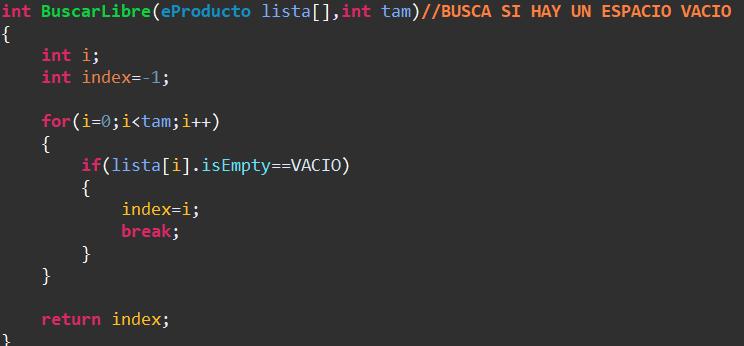 int BuscarLibre(eProducto lista[],int tam)//BUSCA SI HAY UN ESPACIO VACIO
{
    int i;
    int index=-1;

    for(i=0;i<tam;i++)
    {
        if(lista[i].isEmpty==VACIO)
        {
            index=i;
            break;
        }
    }

    return index;
}